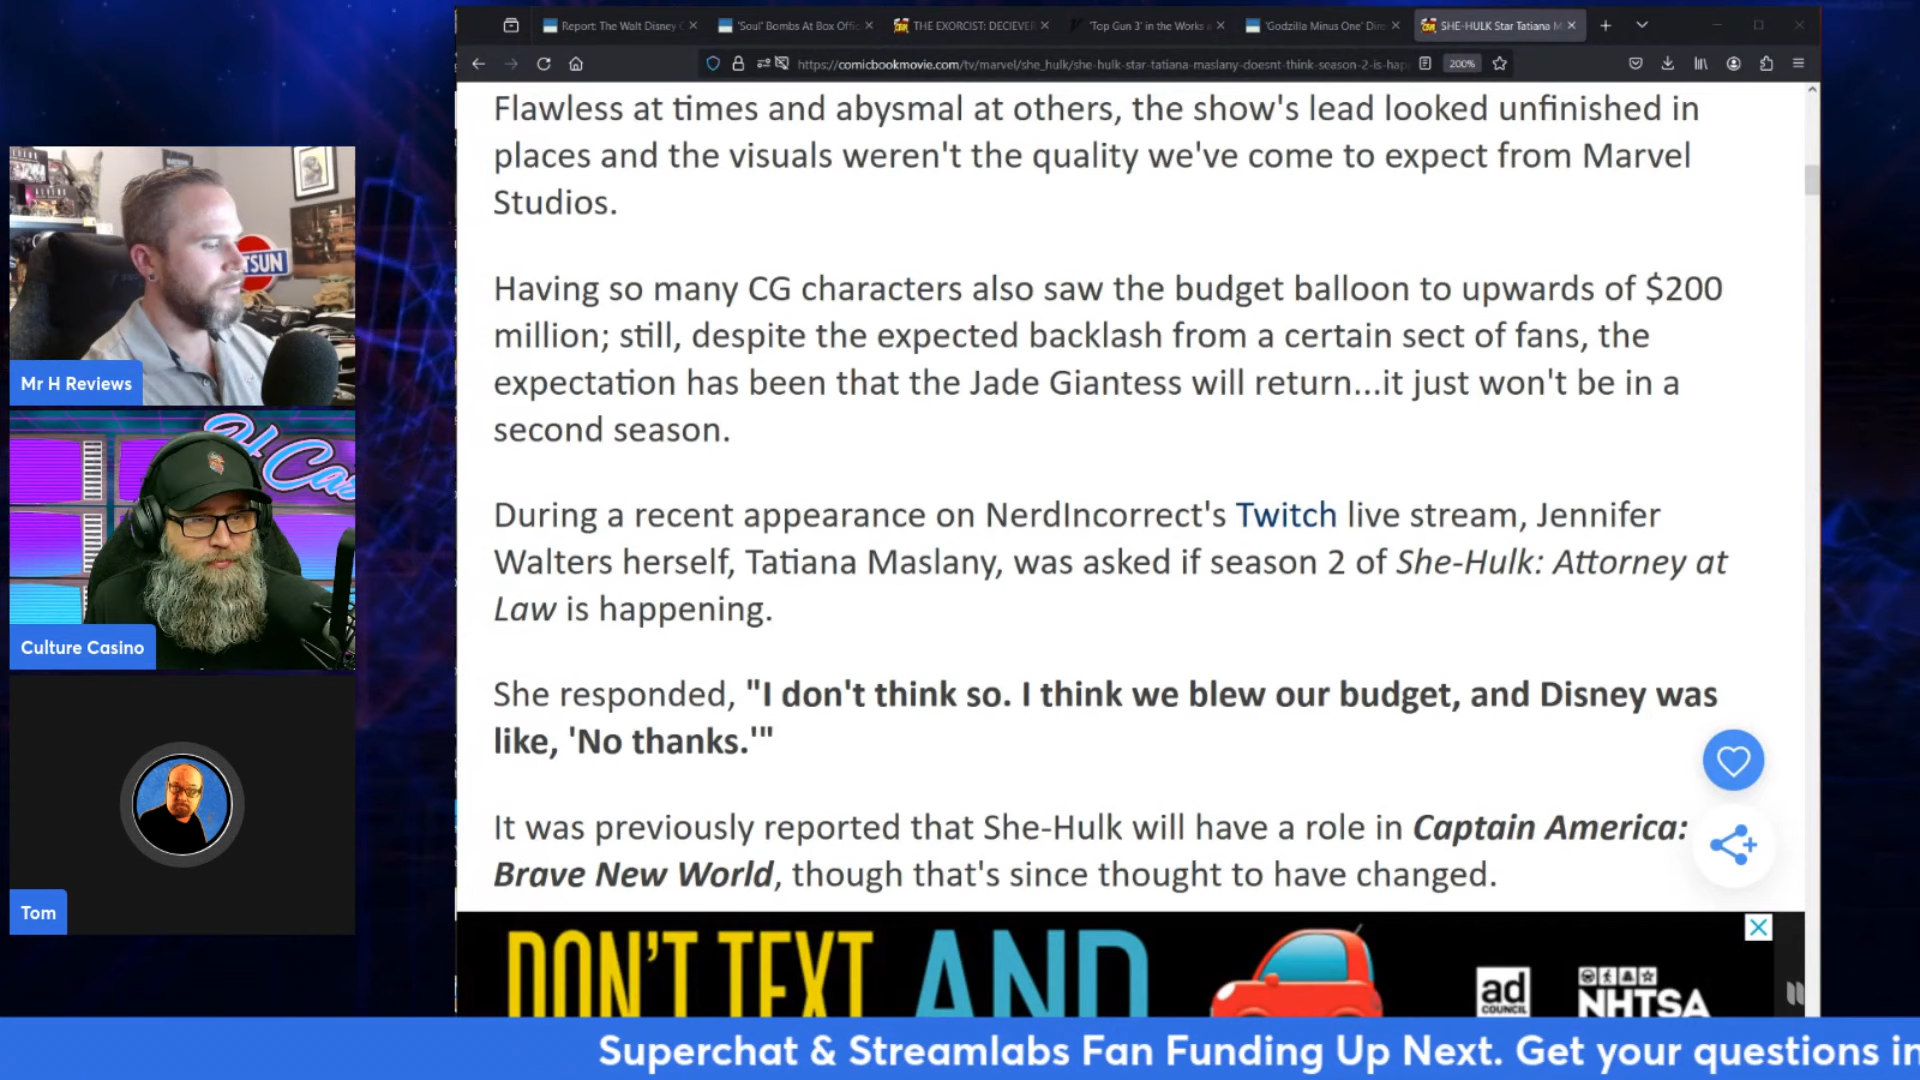 Report: The Walt Disney C
'Soul' Bombs At Box Offic
THE EXORCIST: DECIEVER
'Top Gun 3' in the Works a
'Godzilla Minus One' Dire
SHE-HULK Star Tatiana M
https://comicbookmovie.com/tv/marvel/she_hulk/she-hulk-star-tatiana-maslany-doesnt-think-season-2-is-hap
200%
Flawless at times and abysmal at others, the show's lead looked unfinished in
places and the visuals weren't the quality we've come to expect from Marvel
Studios.
Having so many CG characters also saw the budget balloon to upwards of $200
million; still, despite the expected backlash from a certain sect of fans, the
expectation has been that the Jade Giantess will return...it just won't be in a
second season.
During a recent appearance on NerdIncorrect's Twitch live stream, Jennifer
Walters herself, Tatiana Maslany, was asked if season 2 of She-Hulk: Attorney at
Law is happening.
She responded, "I don't think so. I think we blew our budget, and Disney was
like, 'No thanks.'"
It was previously reported that She-Hulk will have a role in Captain America:
Brave New World, though that's since thought to have changed.
DON'T TEXT AND
ad
COUNCIL
NHTSA
TSUN
Mr H Reviews
Culture Casino
Tom
Superchat & Streamlabs Fan Funding Up Next. Get your questions in